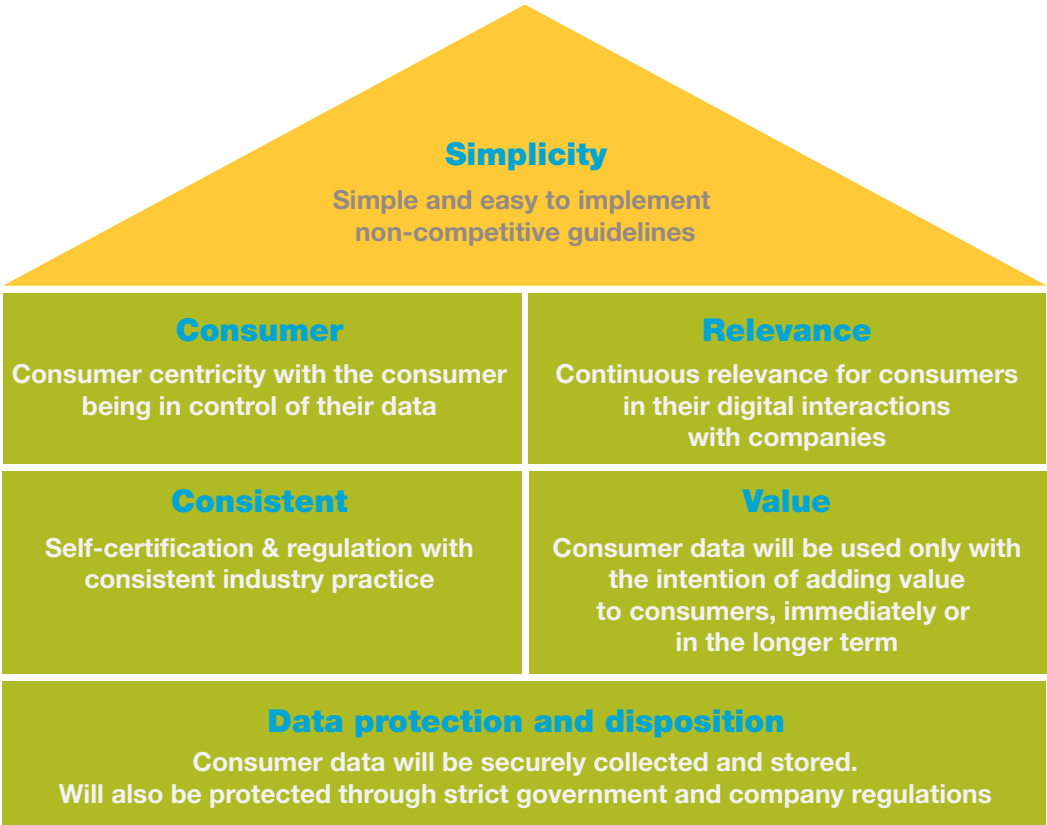 Simplicity
Simple and easy to implement
non-competitive guidelines
Consumer
Consumer centricity with the consumer
being in control of their data
Relevance
Continuous relevance for consumers
in their digital interactions
with companies
Consistent
Self-certification & regulation with
consistent industry practice
Value
Consumer data will be used only with
the intention of adding value
to consumers, immediately or
in the longer term
Data protection and disposition
Consumer data will be securely collected and stored.
Will also be protected through strict government and company regulations